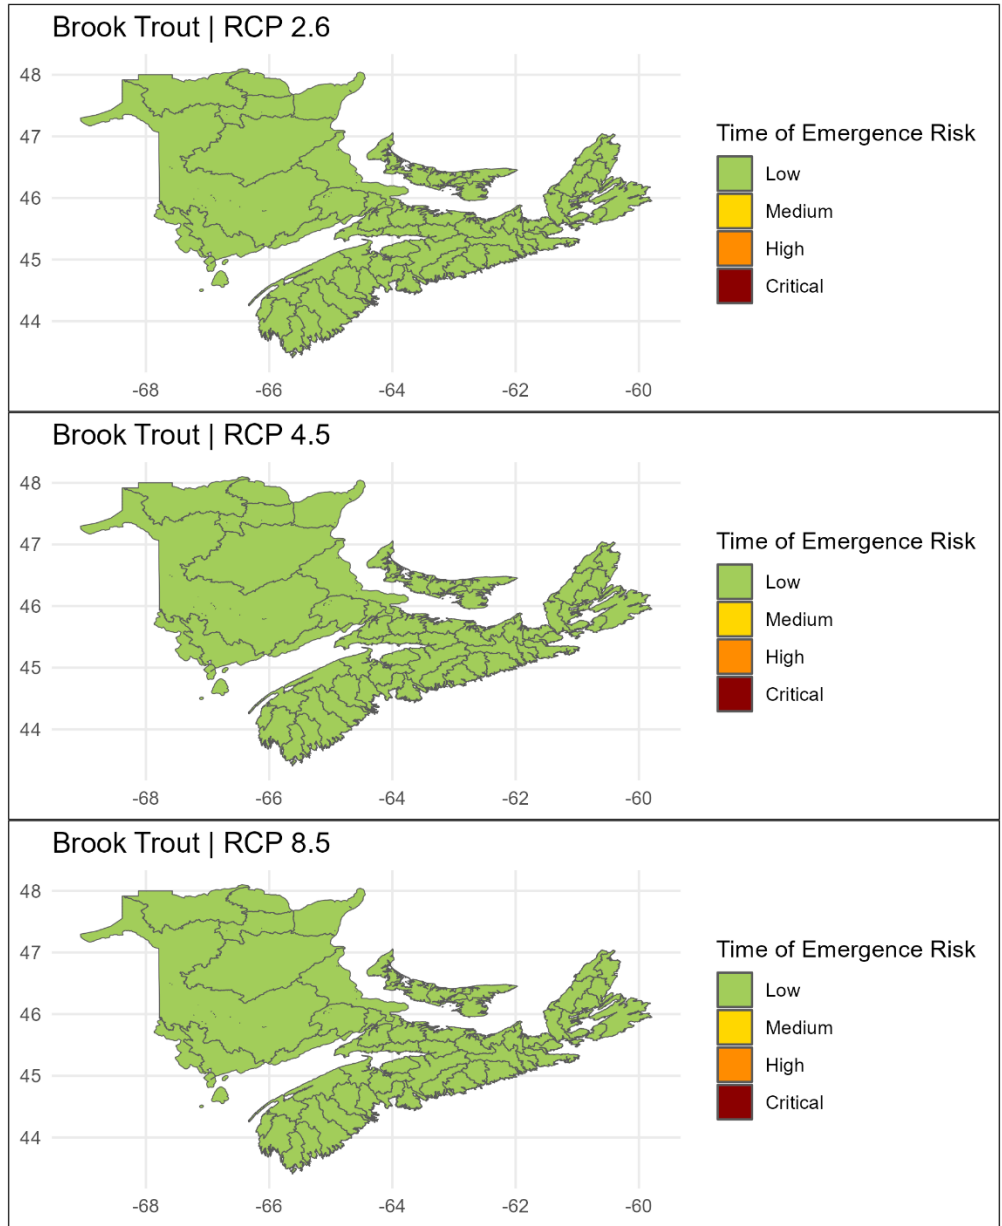 Brook Trout | RCP 2.6
48
47
46
45
44
-68 -66 -64 -62 -60
Time of Emergence Risk
Low
Medium
High
Critical
Brook Trout | RCP 4.5
48
47
46
45
44
-68 -66 -64 -62 -60
Time of Emergence Risk
Low
Medium
High
Critical
Brook Trout | RCP 8.5
48
47
46
45
44
-68 -66 -64 -62 -60
Time of Emergence Risk
Low
Medium
High
Critical